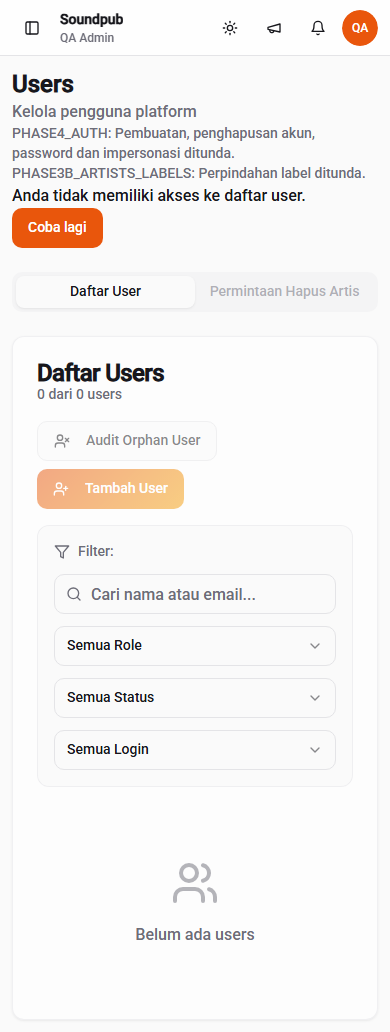 Soundpub
QA Admin
QA
Users
Kelola pengguna platform
PHASE4_AUTH: Pembuatan, penghapusan akun,
password dan impersonasi ditunda.
PHASE3B_ARTISTS_LABELS: Perpindahan label ditunda.
Anda tidak memiliki akses ke daftar user.
Coba lagi
Daftar User
Permintaan Hapus Artis
Daftar Users
0 dari 0 users
Audit Orphan User
Tambah User
Filter:
Cari nama atau email...
Semua Role
Semua Status
Semua Login
Belum ada users